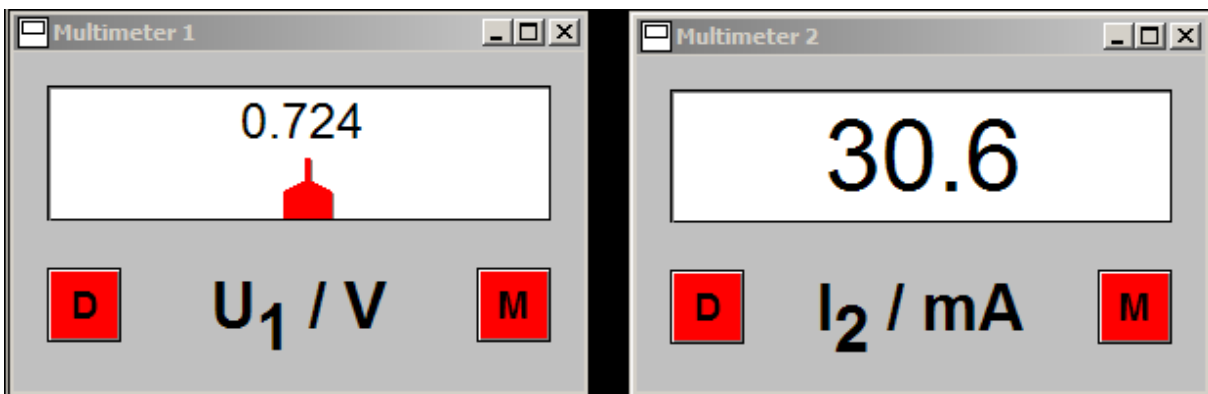 Multimeter 1
0.724
D U₁ / V M
Multimeter 2
30.6
D I₂ / mA M